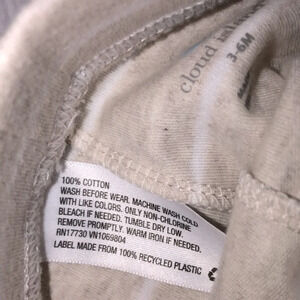 cloud
3-6M
100% COTTON
WASH BEFORE WEAR. MACHINE WASH COLD
WITH LIKE COLORS. ONLY NON-CHLORINE
BLEACH IF NEEDED. TUMBLE DRY LOW.
REMOVE PROMPTLY. WARM IRON IF NEEDED.
RN17730 VN1069804
LABEL MADE FROM 100% RECYCLED PLASTIC